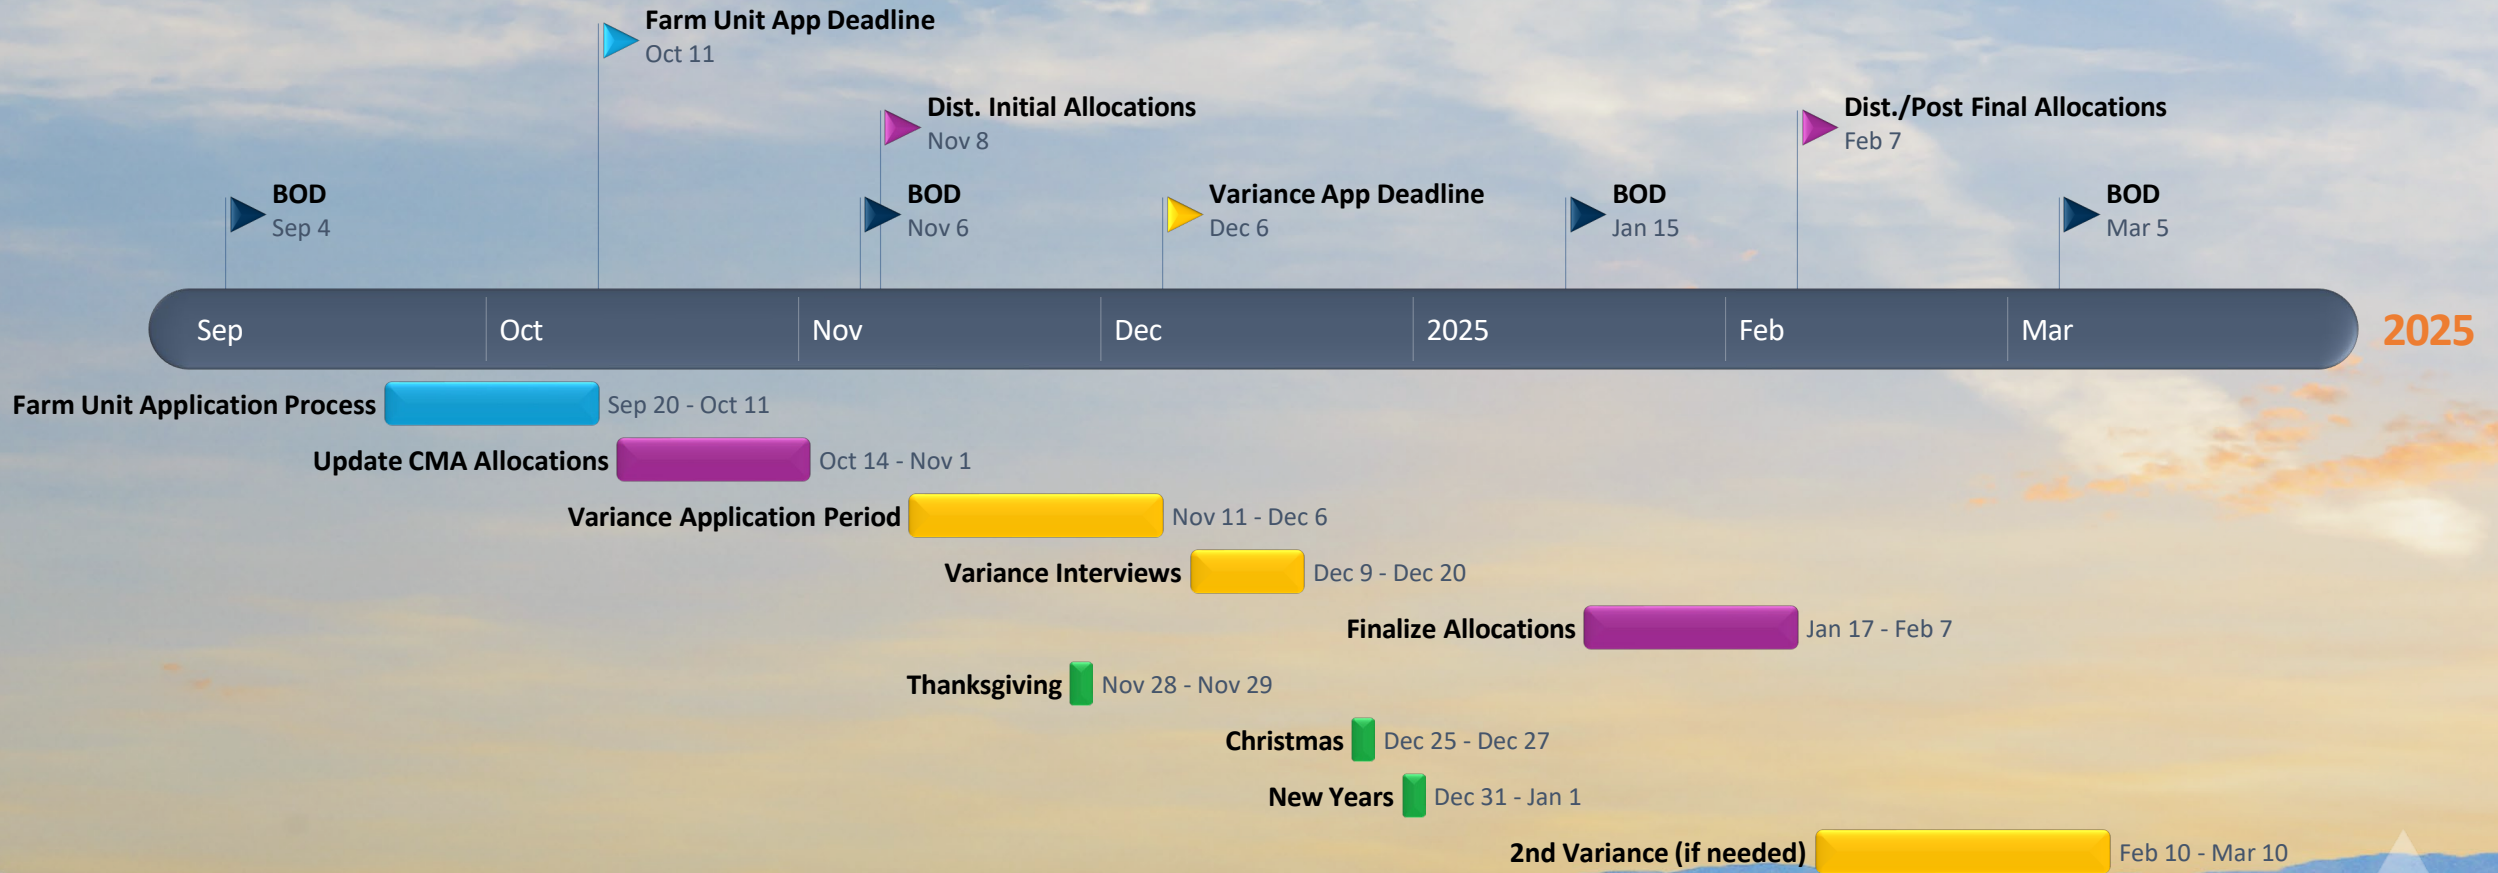 Farm Unit App Deadline
Oct 11
Dist. Initial Allocations
Nov 8
Dist./Post Final Allocations
Feb 7
BOD
Sep 4
BOD
Nov 6
Variance App Deadline
Dec 6
BOD
Jan 15
BOD
Mar 5
Sep Oct Nov Dec 2025 Feb Mar
2025
Farm Unit Application Process Sep 20 - Oct 11
Update CMA Allocations Oct 14 - Nov 1
Variance Application Period Nov 11 - Dec 6
Variance Interviews Dec 9 - Dec 20
Finalize Allocations Jan 17 - Feb 7
Thanksgiving Nov 28 - Nov 29
Christmas Dec 25 - Dec 27
New Years Dec 31 - Jan 1
2nd Variance (if needed) Feb 10 - Mar 10